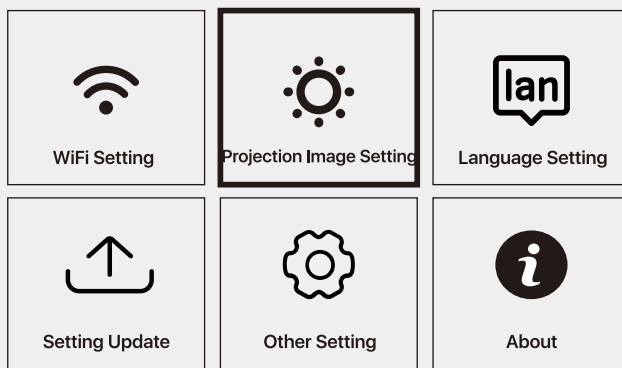 WiFi Setting
Projection Image Setting
lan
Language Setting
Setting Update
Other Setting
i
About